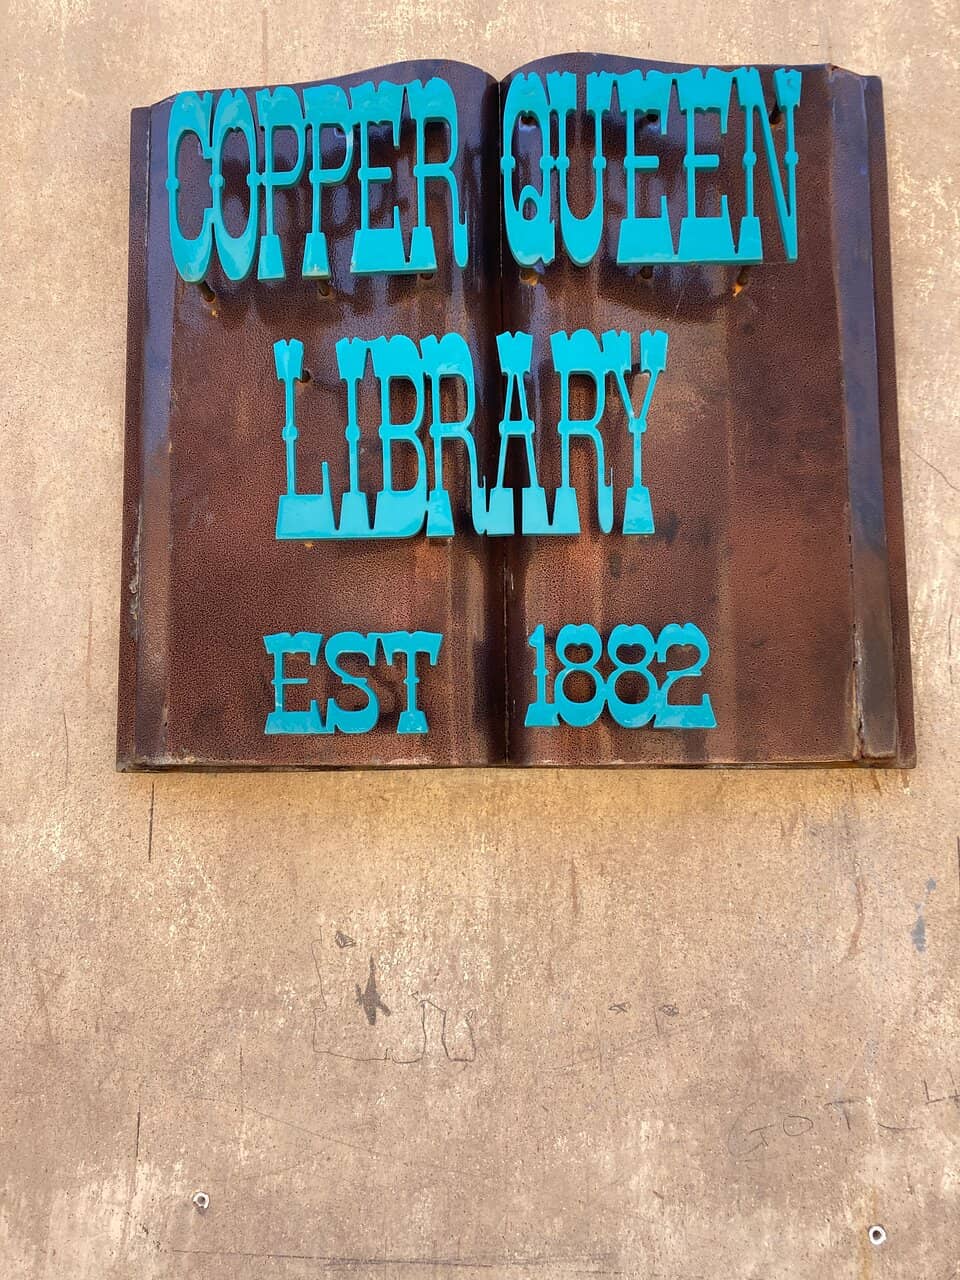 COPPER QUEEN
LIBRARY
EST 1882